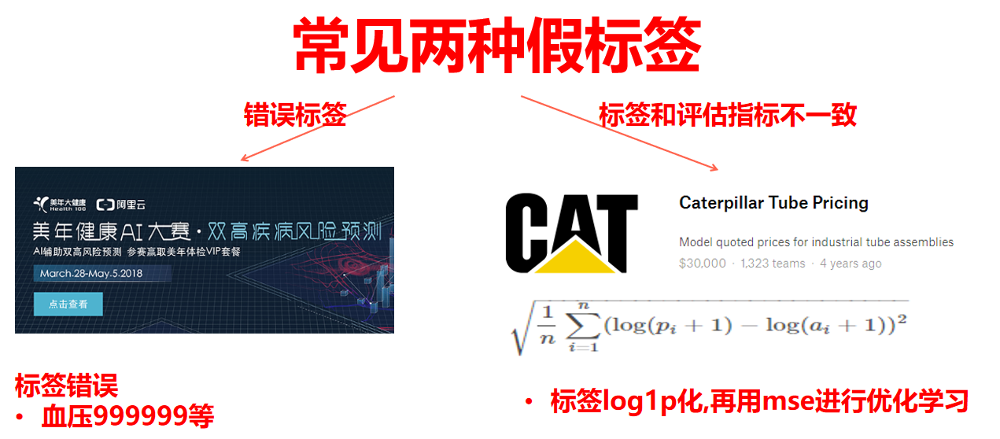 常见两种假标签
错误标签
标签和评估指标不一致
美年大健康
Health 100
阿里云
美年健康AI大赛·双高疾病风险预测
AI辅助双高风险预测 参赛赢取美年体检VIP套餐
March.28-May.5.2018
点击查看
CAT
Caterpillar Tube Pricing
Model quoted prices for industrial tube assemblies
$30,000 · 1,323 teams · 4 years ago
√(1/n ∑ᵢ₌₁ⁿ (log(pᵢ + 1) − log(aᵢ + 1))²)
标签错误
• 血压999999等
• 标签log1p化,再用mse进行优化学习